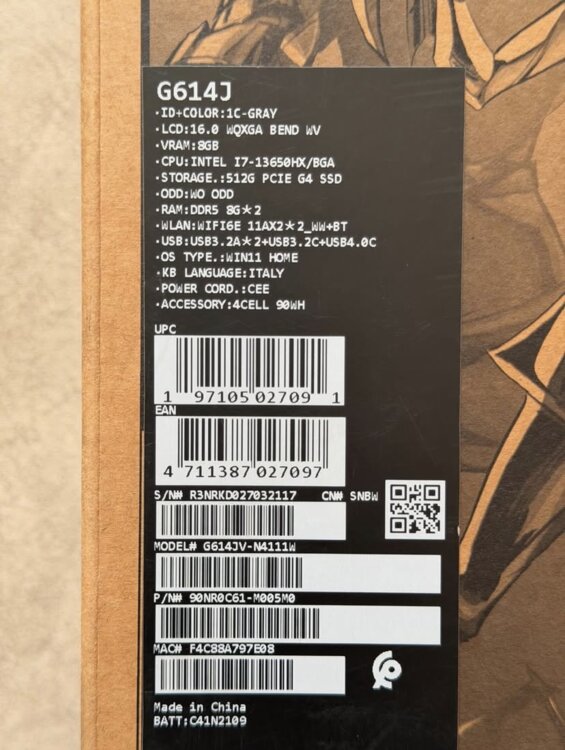 G614J
·ID+COLOR:1C-GRAY
·LCD:16.0 WQXGA BEND WV
·VRAM:8GB
·CPU:INTEL I7-13650HX/BGA
·STORAGE.:512G PCIE G4 SSD
·ODD:WO ODD
·RAM:DDR5 8G*2
·WLAN:WIFI6E 11AX2*2_WW+BT
·USB:USB3.2A*2+USB3.2C+USB4.0C
·OS TYPE.:WIN11 HOME
·KB LANGUAGE:ITALY
·POWER CORD.:CEE
·ACCESSORY:4CELL 90WH
UPC
1 97105 02709 1
EAN
4 711387 027097
S/N# R3NRKD027032117 CN# SNBW
MODEL# G614JV-N4111W
P/N# 90NR0C61-M005M0
MAC# F4C88A797E08
Made in China
BATT:C41N2109